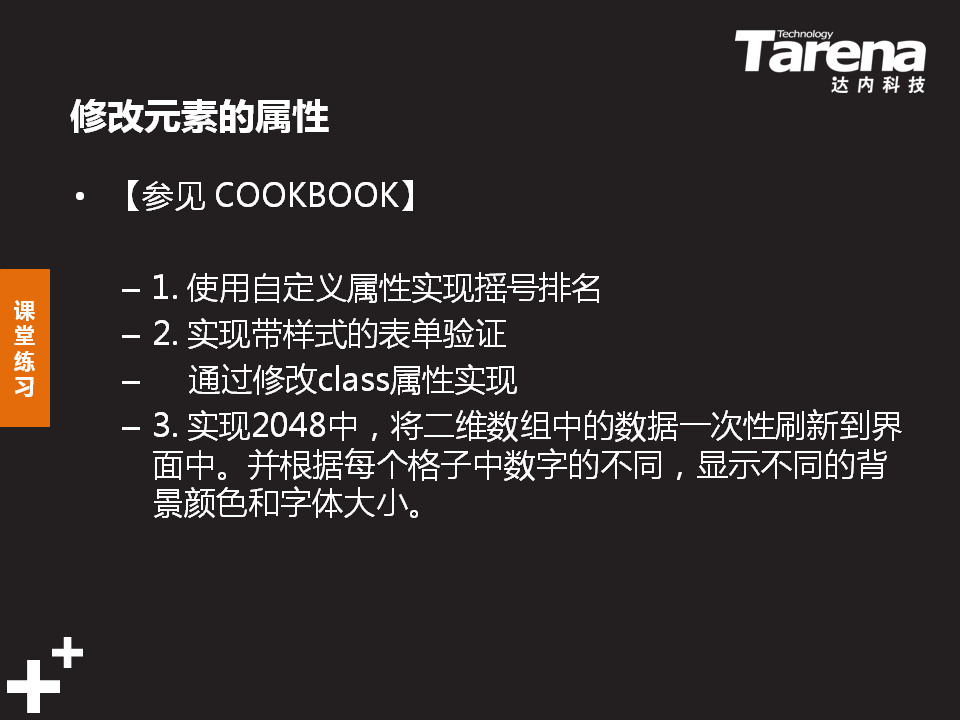 Technology
Tarena
达内科技
修改元素的属性
• 【参见 COOKBOOK】
– 1. 使用自定义属性实现摇号排名
– 2. 实现带样式的表单验证
– 通过修改class属性实现
– 3. 实现2048中，将二维数组中的数据一次性刷新到界
面中。并根据每个格子中数字的不同，显示不同的背
景颜色和字体大小。
课
堂
练
习